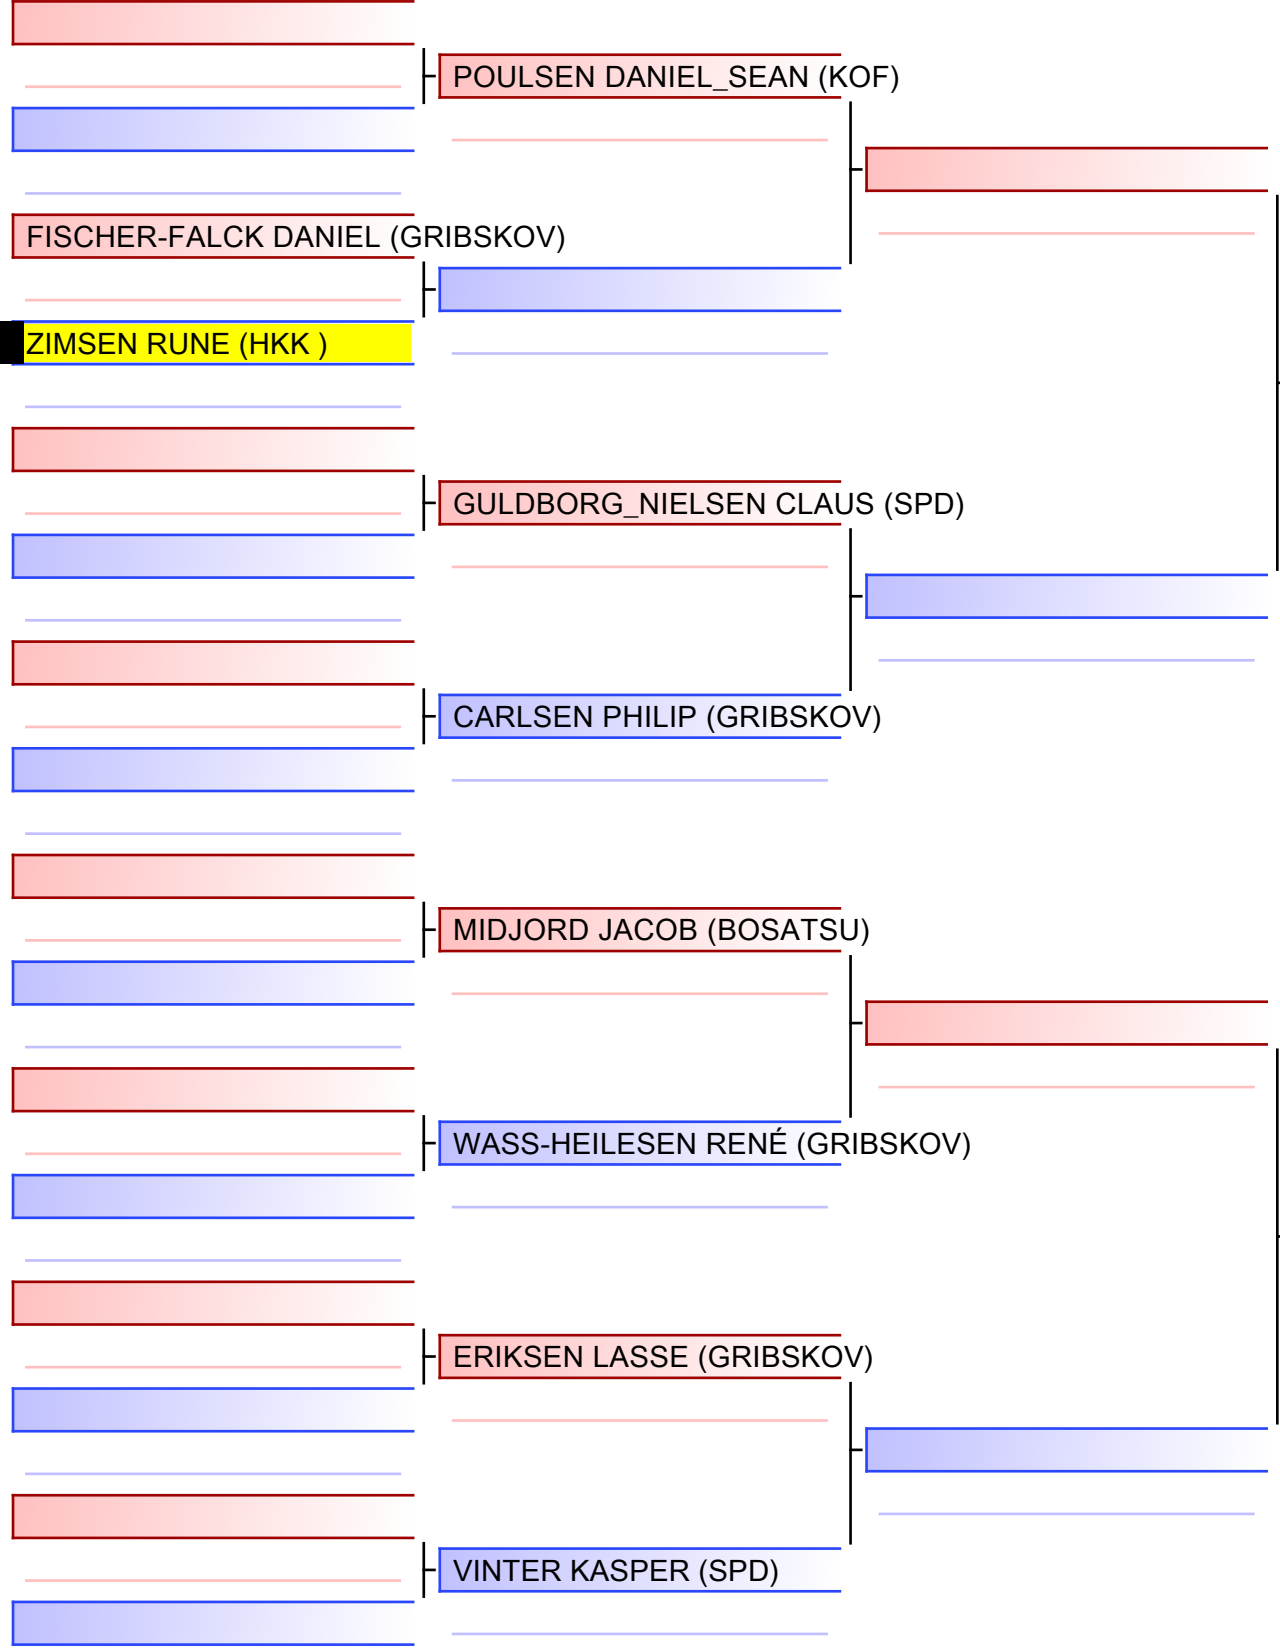 POULSEN DANIEL_SEAN (KOF)
FISCHER-FALCK DANIEL (GRIBSKOV)
ZIMSEN RUNE (HKK )
GULDBORG_NIELSEN CLAUS (SPD)
CARLSEN PHILIP (GRIBSKOV)
MIDJORD JACOB (BOSATSU)
WASS-HEILESEN RENÉ (GRIBSKOV)
ERIKSEN LASSE (GRIBSKOV)
VINTER KASPER (SPD)